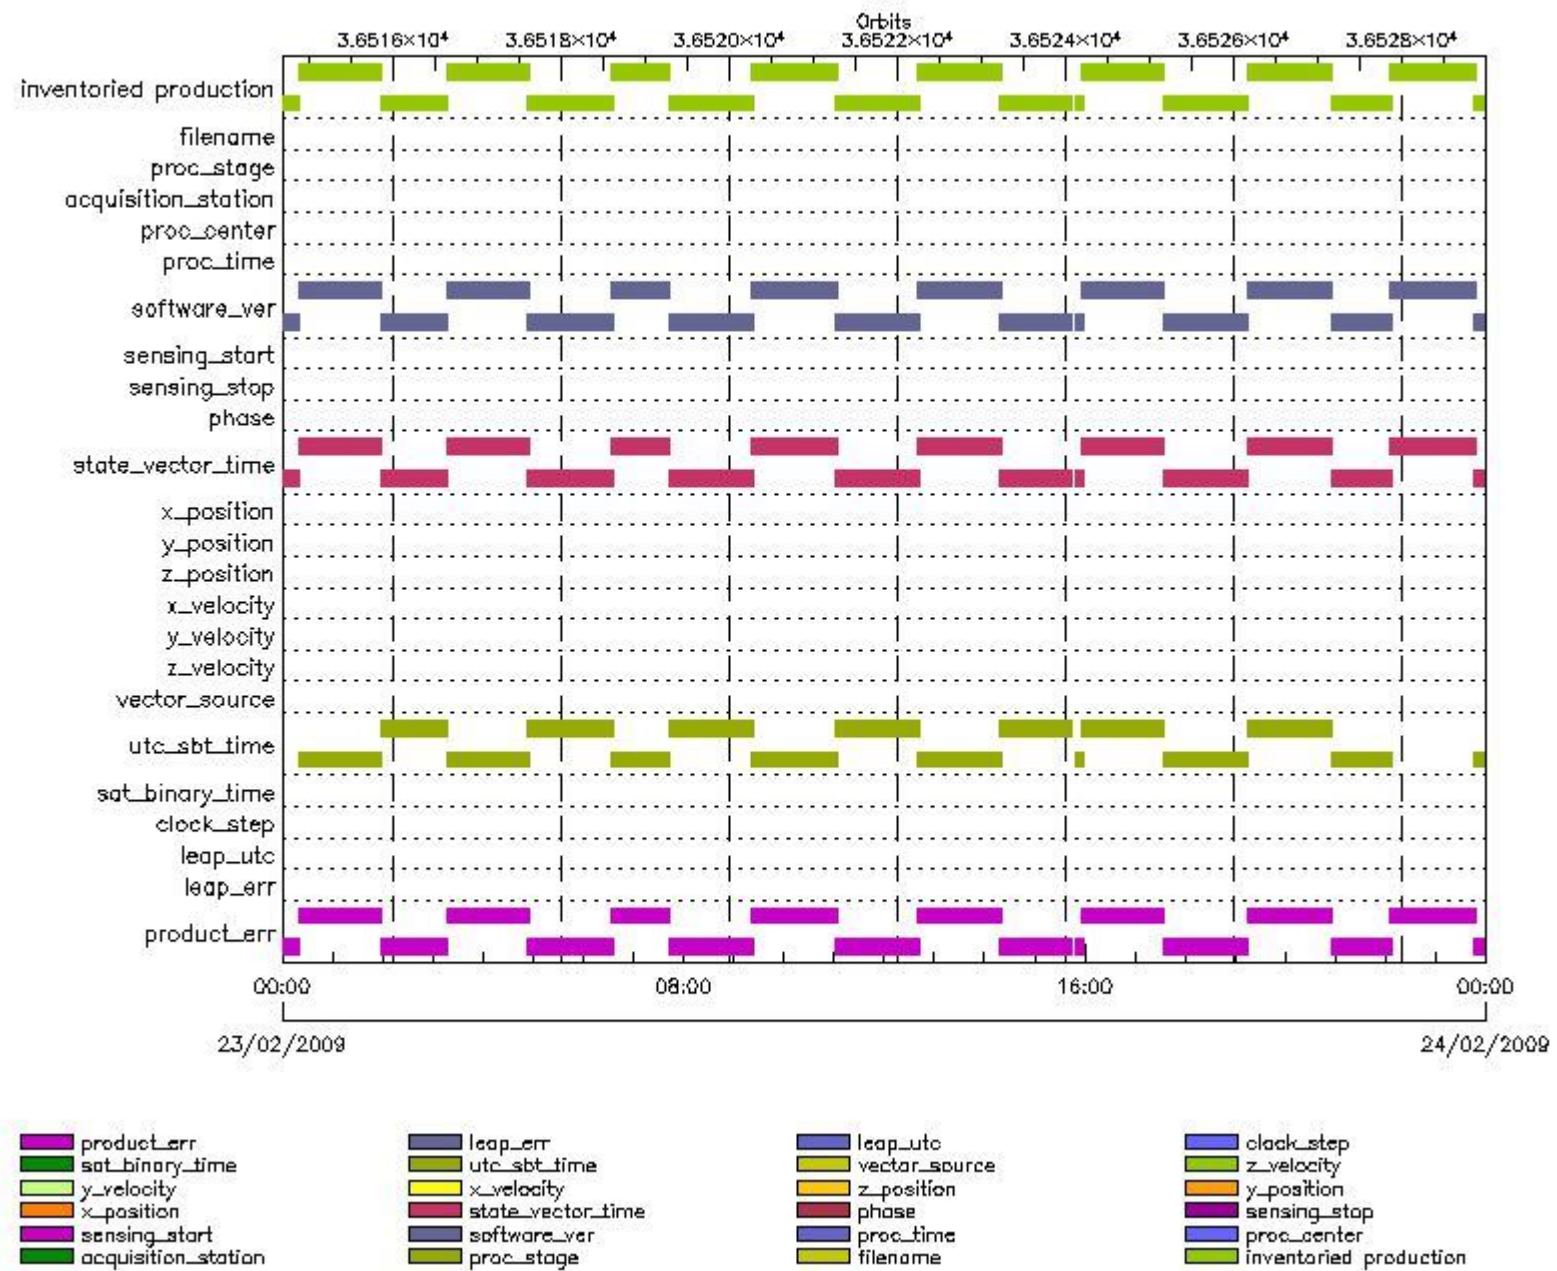 Orbits
3.6516×10⁴ 3.6518×10⁴ 3.6520×10⁴ 3.6522×10⁴ 3.6524×10⁴ 3.6526×10⁴ 3.6528×10⁴
inventoried production
filename
proc_stage
acquisition_station
proc_center
proc_time
software_ver
sensing_start
sensing_stop
phase
state_vector_time
x_position
y_position
z_position
x_velocity
y_velocity
z_velocity
vector_source
utc_sbt_time
sat_binary_time
clock_step
leap_utc
leap_err
product_err
00:00 08:00 16:00 00:00
23/02/2009 24/02/2009
product_err leap_err leap_utc clock_step
sat_binary_time utc_sbt_time vector_source z_velocity
y_velocity x_velocity z_position y_position
x_position state_vector_time phase sensing_stop
sensing_start software_ver proc_time proc_center
acquisition_station proc_stage filename inventoried production